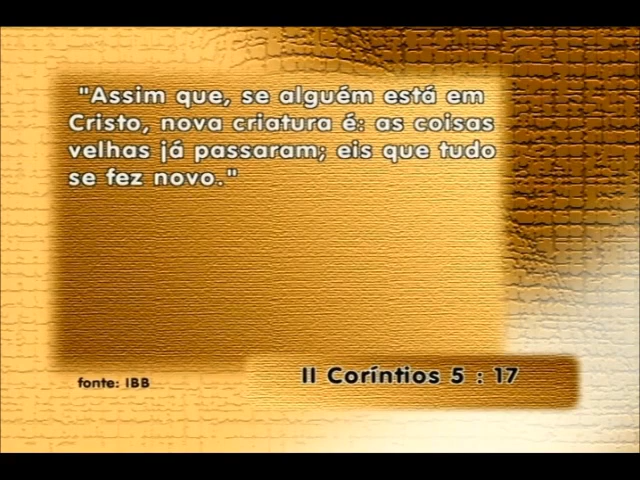 "Assim que, se alguém está em
Cristo, nova criatura é: as coisas
velhas já passaram; eis que tudo
se fez novo."
fonte: IBB
II Coríntios 5 : 17